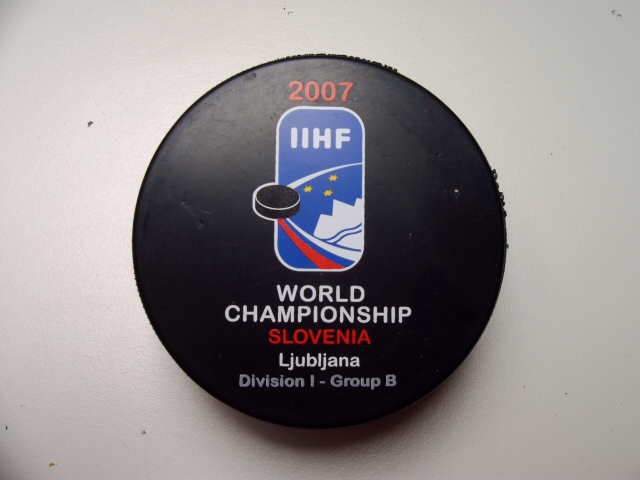 2007
IIHF
WORLD
CHAMPIONSHIP
SLOVENIA
Ljubljana
Division I - Group B